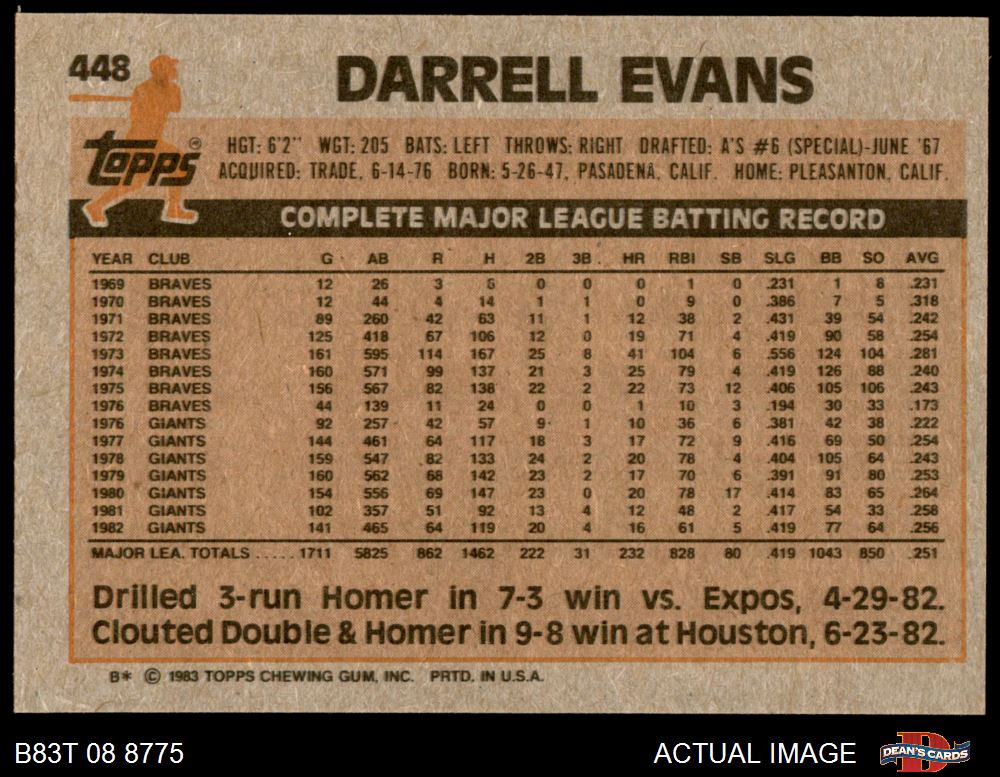 448 DARRELL EVANS
Topps® HGT: 6'2" WGT: 205 BATS: LEFT THROWS: RIGHT DRAFTED: A'S #6 (SPECIAL)-JUNE '67
ACQUIRED: TRADE, 6-14-76 BORN: 5-26-47, PASADENA, CALIF. HOME: PLEASANTON, CALIF.
COMPLETE MAJOR LEAGUE BATTING RECORD
YEAR CLUB G AB R H 2B 3B HR RBI SB SLG BB SO AVG
1969 BRAVES 12 26 3 6 0 0 0 1 0 .231 1 8 .231
1970 BRAVES 12 44 4 14 1 1 0 9 0 .386 7 5 .318
1971 BRAVES 89 260 42 63 11 1 12 38 2 .431 39 54 .242
1972 BRAVES 125 418 67 106 12 0 19 71 4 .419 90 58 .254
1973 BRAVES 161 595 114 167 25 8 41 104 6 .556 124 104 .281
1974 BRAVES 160 571 99 137 21 3 25 79 4 .419 126 88 .240
1975 BRAVES 156 567 82 138 22 2 22 73 12 .406 105 106 .243
1976 BRAVES 44 139 11 24 0 0 1 10 3 .194 30 33 .173
1976 GIANTS 92 257 42 57 9 1 10 36 6 .381 42 38 .222
1977 GIANTS 144 461 64 117 18 3 17 72 9 .416 69 50 .254
1978 GIANTS 159 547 82 133 24 2 20 78 4 .404 105 64 .243
1979 GIANTS 160 562 68 142 23 2 17 70 6 .391 91 80 .253
1980 GIANTS 154 556 69 147 23 0 20 78 17 .414 83 65 .264
1981 GIANTS 102 357 51 92 13 4 12 48 2 .417 54 33 .258
1982 GIANTS 141 465 64 119 20 4 16 61 5 .419 77 64 .256
MAJOR LEA. TOTALS ..... 1711 5825 862 1462 222 31 232 828 80 .419 1043 850 .251
Drilled 3-run Homer in 7-3 win vs. Expos, 4-29-82.
Clouted Double & Homer in 9-8 win at Houston, 6-23-82.
B* © 1983 TOPPS CHEWING GUM, INC. PRTD. IN U.S.A.
B83T 08 8775 ACTUAL IMAGE DEAN'S CARDS